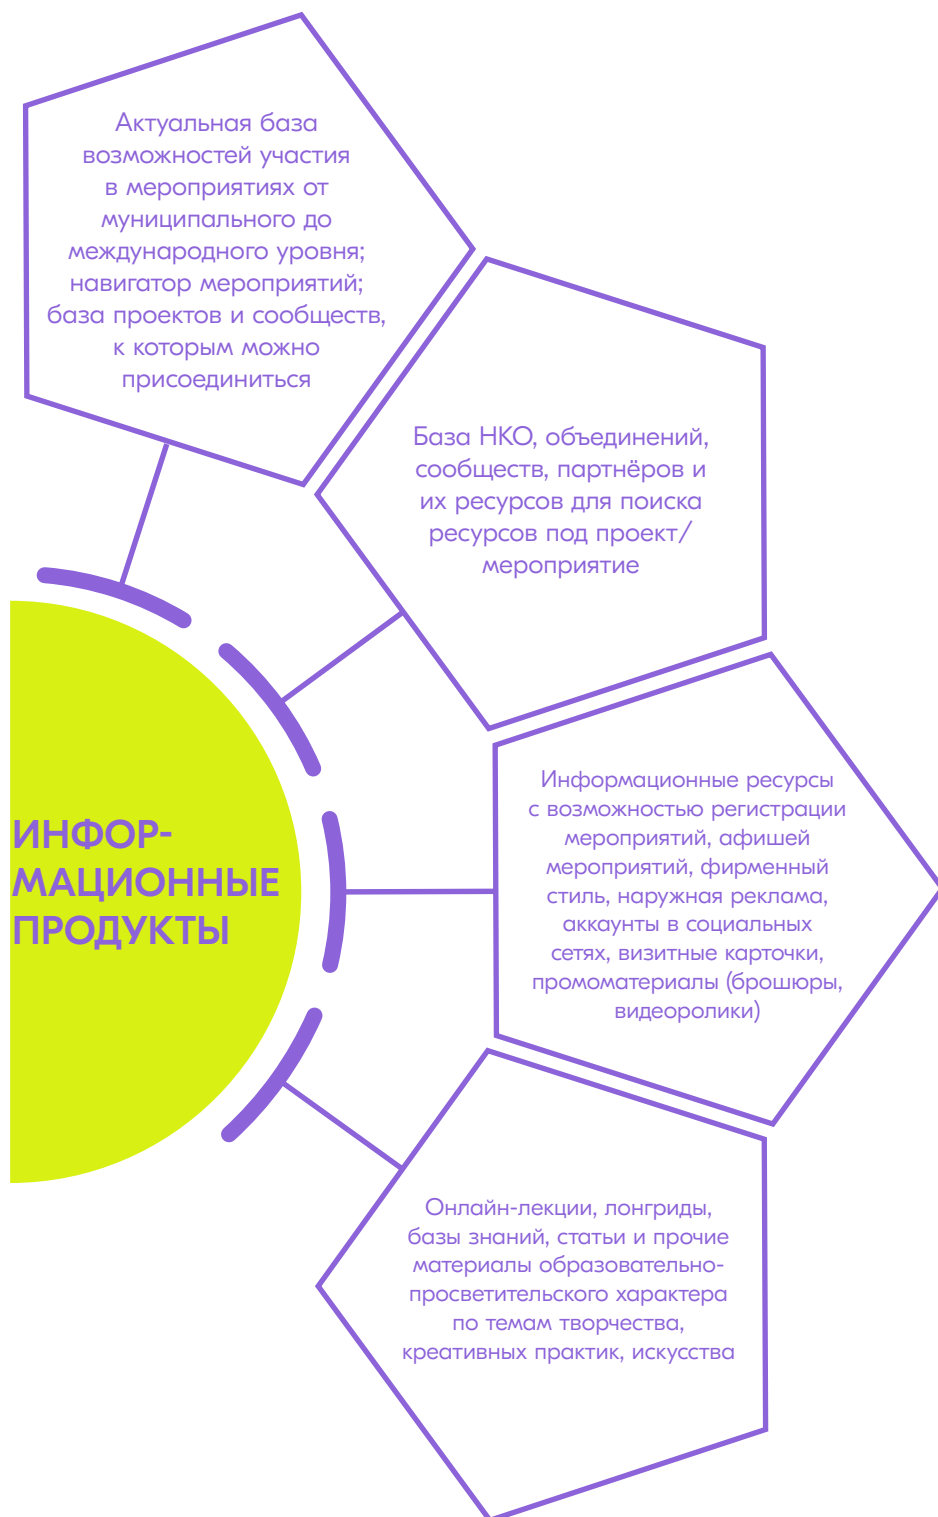 Актуальная база
возможностей участия
в мероприятиях от
муниципального до
международного уровня;
навигатор мероприятий;
база проектов и сообществ,
к которым можно
присоединиться
База НКО, объединений,
сообществ, партнёров и
их ресурсов для поиска
ресурсов под проект/
мероприятие
Информационные ресурсы
с возможностью регистрации
мероприятий, афишей
мероприятий, фирменный
стиль, наружная реклама,
аккаунты в социальных
сетях, визитные карточки,
промоматериалы (брошюры,
видеоролики)
ИНФОР-
МАЦИОННЫЕ
ПРОДУКТЫ
Онлайн-лекции, лонгриды,
базы знаний, статьи и прочие
материалы образовательно-
просветительского характера
по темам творчества,
креативных практик, искусства